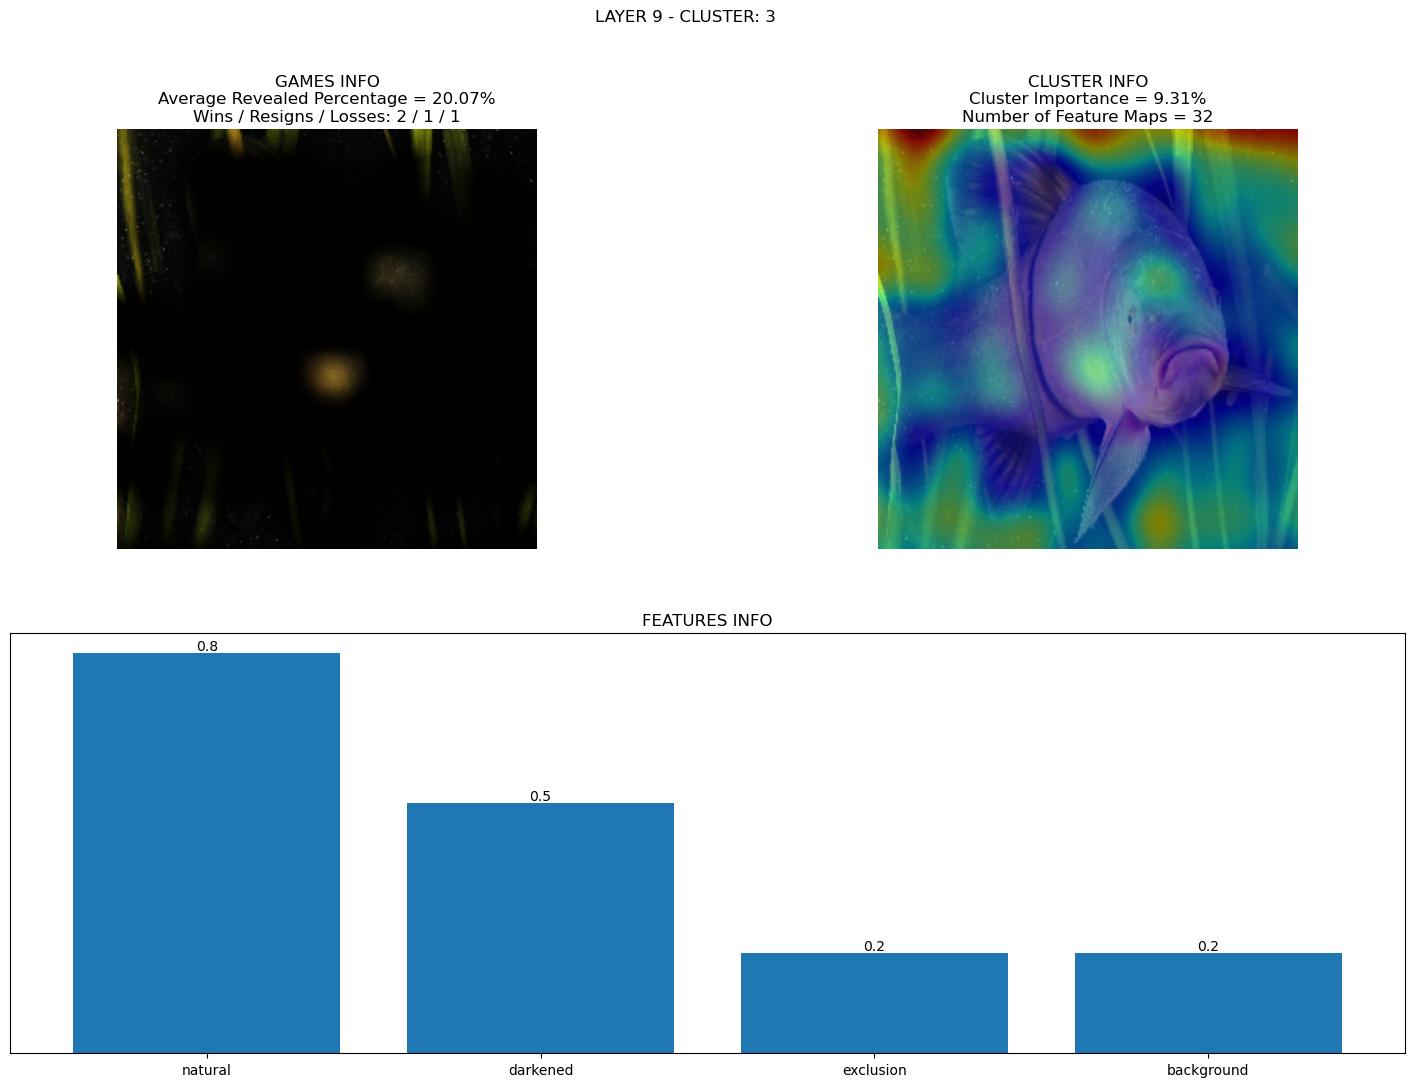 LAYER 9 - CLUSTER: 3
GAMES INFO
Average Revealed Percentage = 20.07%
Wins / Resigns / Losses: 2 / 1 / 1
CLUSTER INFO
Cluster Importance = 9.31%
Number of Feature Maps = 32
FEATURES INFO
0.8
0.5
0.2
0.2
natural
darkened
exclusion
background